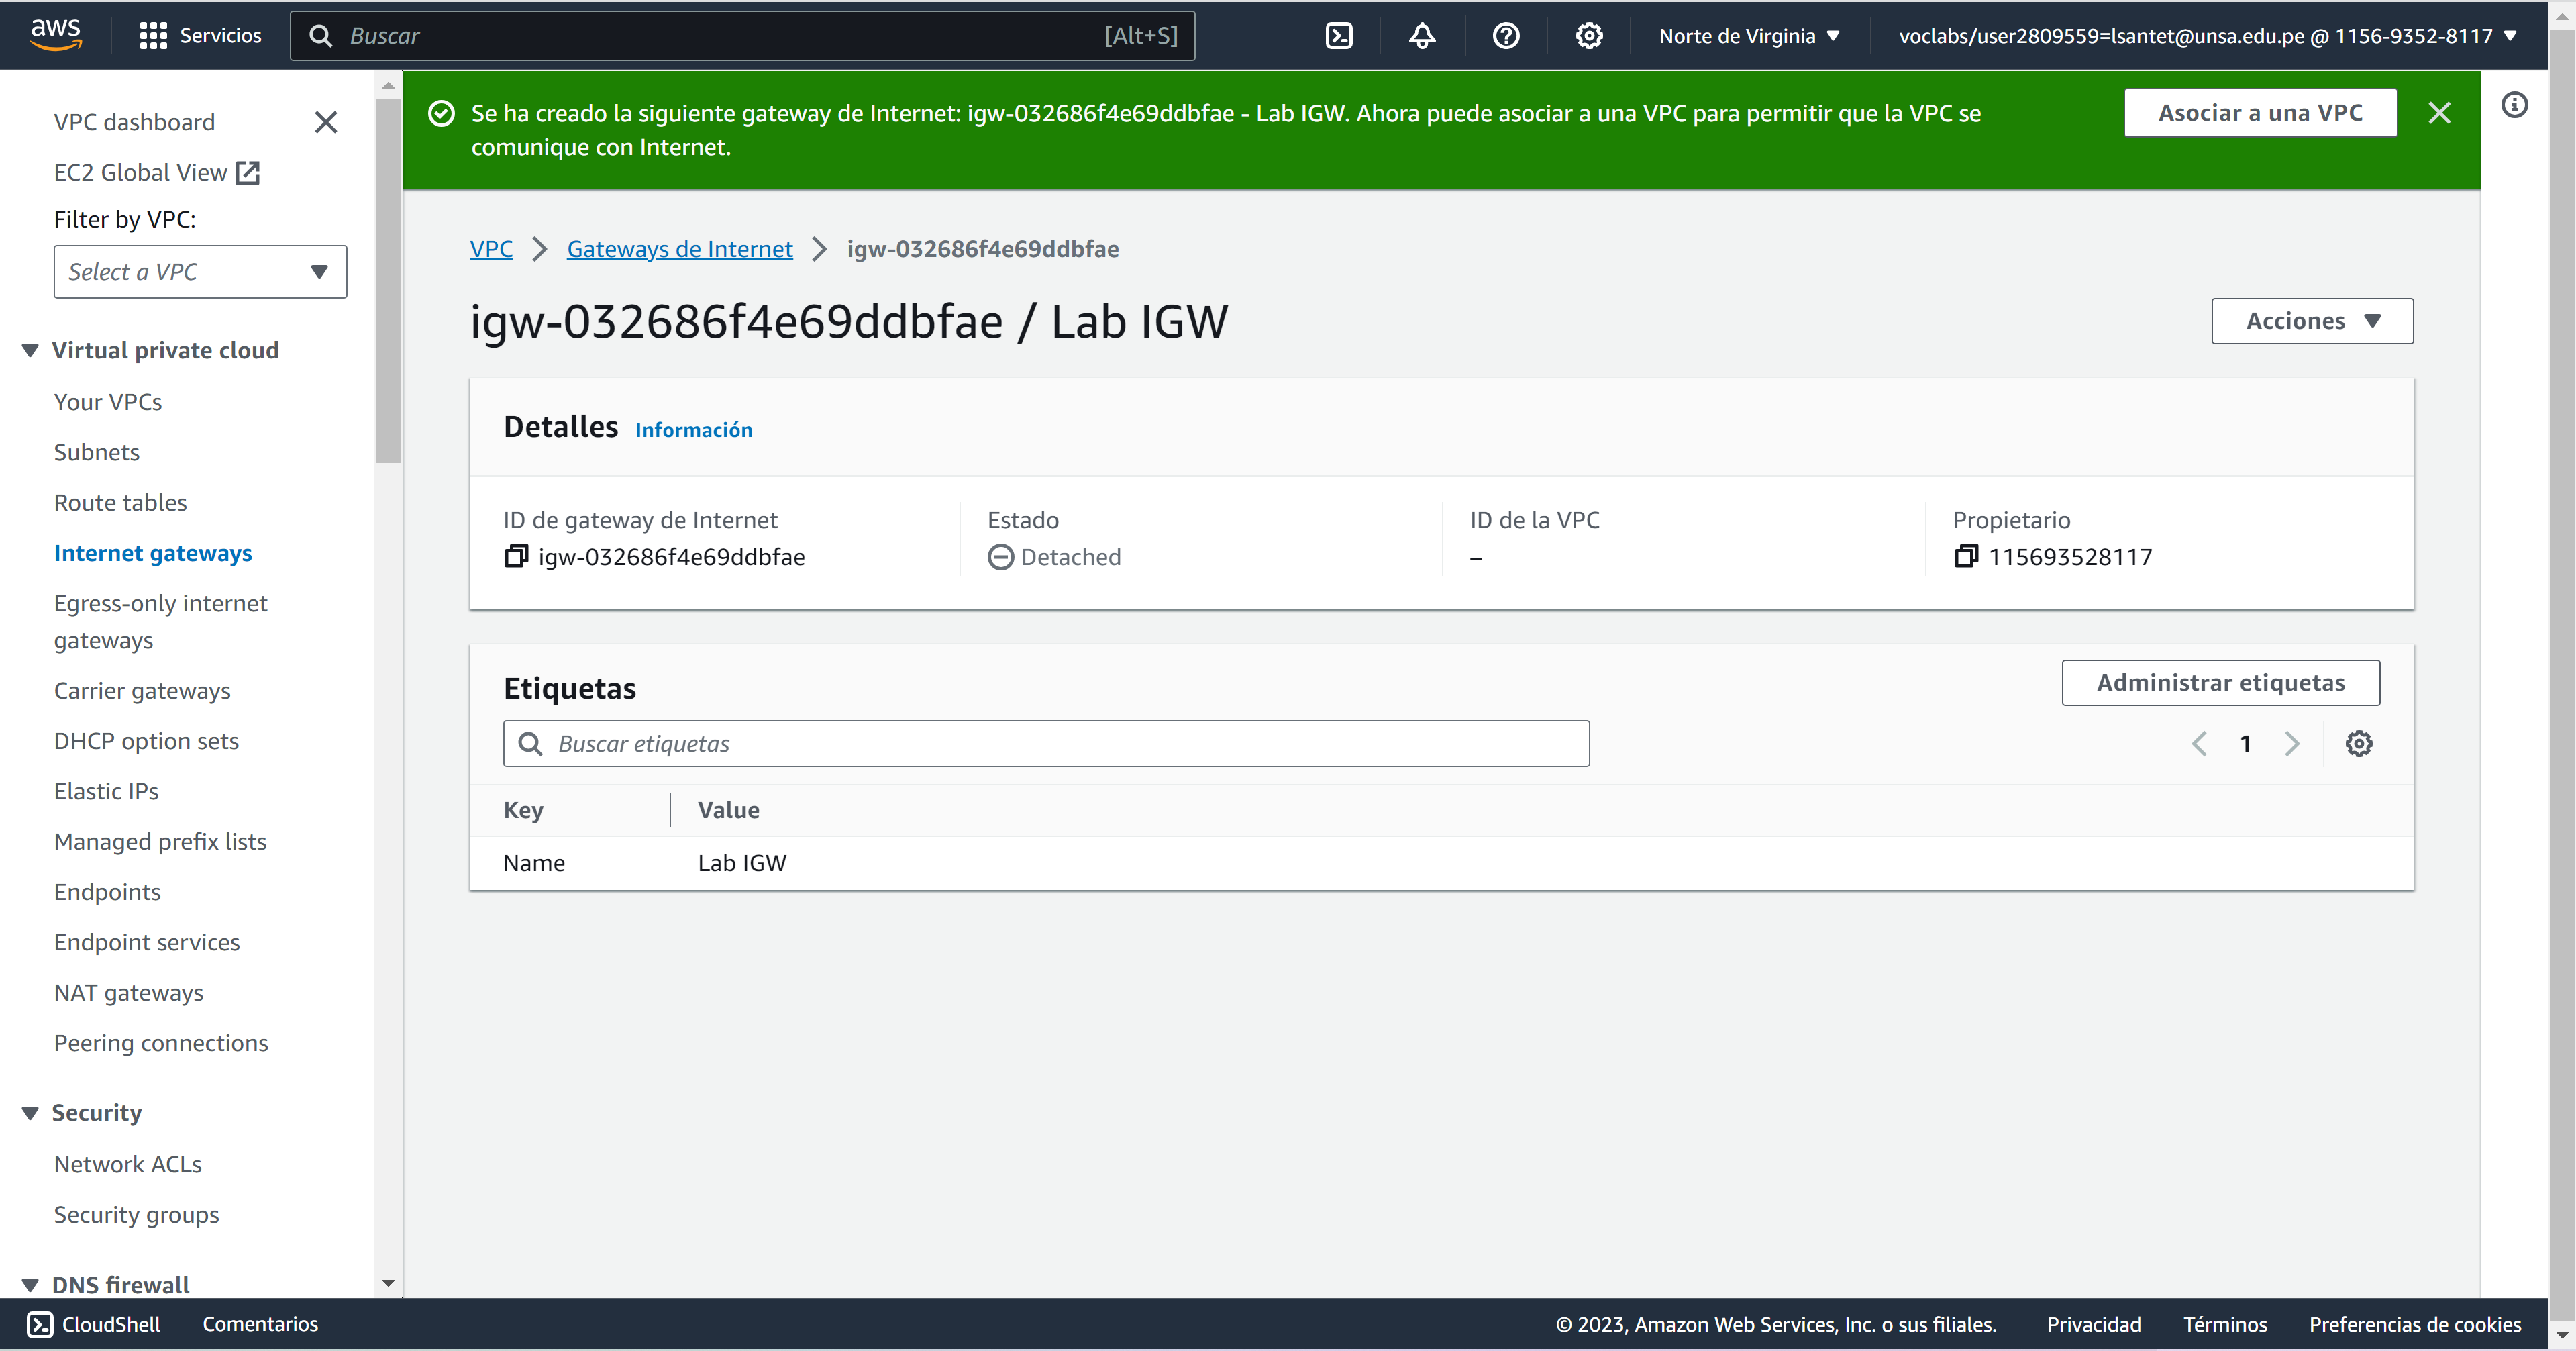 aws
Servicios
Buscar
[Alt+S]
Norte de Virginia
voclabs/user2809559=lsantet@unsa.edu.pe @ 1156-9352-8117
VPC dashboard
EC2 Global View
Filter by VPC:
Select a VPC
Virtual private cloud
Your VPCs
Subnets
Route tables
Internet gateways
Egress-only internet
gateways
Carrier gateways
DHCP option sets
Elastic IPs
Managed prefix lists
Endpoints
Endpoint services
NAT gateways
Peering connections
Security
Network ACLs
Security groups
DNS firewall
Se ha creado la siguiente gateway de Internet: igw-032686f4e69ddbfae - Lab IGW. Ahora puede asociar a una VPC para permitir que la VPC se
comunique con Internet.
Asociar a una VPC
VPC
Gateways de Internet
igw-032686f4e69ddbfae
igw-032686f4e69ddbfae / Lab IGW
Acciones
Detalles Información
ID de gateway de Internet
igw-032686f4e69ddbfae
Estado
Detached
ID de la VPC
–
Propietario
115693528117
Etiquetas
Administrar etiquetas
Buscar etiquetas
1
Key Value
Name Lab IGW
CloudShell
Comentarios
© 2023, Amazon Web Services, Inc. o sus filiales.
Privacidad
Términos
Preferencias de cookies